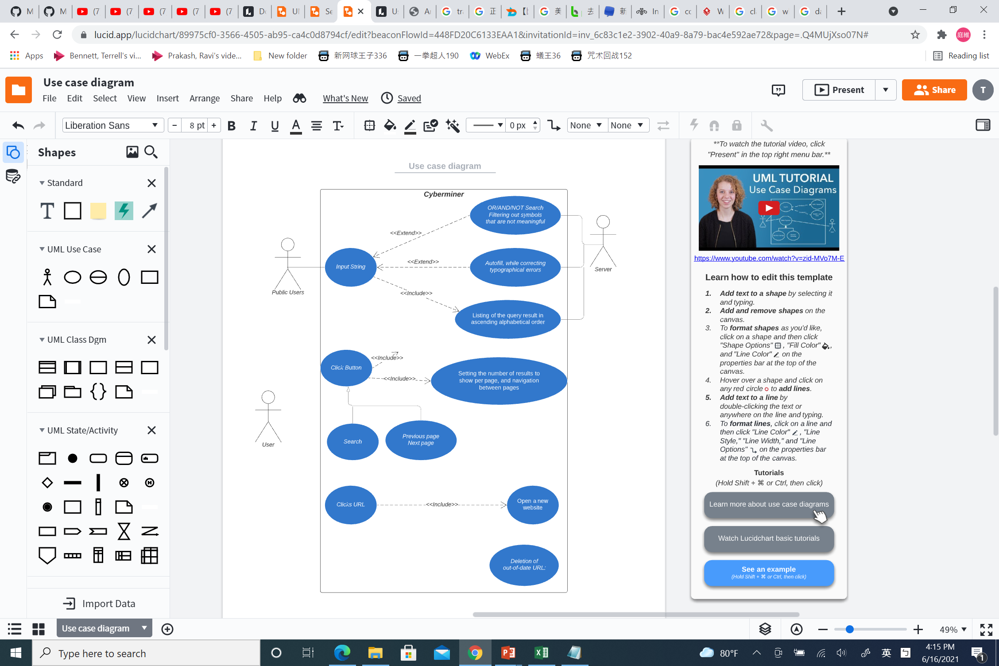 M
M
(7
(7
(7
(7
(7
Dc
UI
Se
U:
Ai
tra
正
【t
美
去
新
In
cc
W
cl
w
da
lucid.app/lucidchart/89975cf0-3566-4505-ab95-ca4c0d8794cf/edit?beaconFlowId=448FD20C6133EAA1&invitationId=inv_6c83c1e2-3902-40a9-8a79-bac4e592ae72&page=.Q4MUjXso07N#
庭維
Apps
Bennett, Terrell's vi...
Prakash, Ravi's vide...
New folder
新网球王子336
一拳超人190
WebEx
蟻王36
咒术回战152
Reading list
Use case diagram
File Edit Select View Insert Arrange Share Help What's New Saved
Present
Share
T
Liberation Sans
− 8 pt +
B I U A T
0 px
None
None
Shapes
Standard
T
UML Use Case
UML Class Dgm
UML State/Activity
Import Data
Use case diagram
Cyberminer
OR/AND/NOT Search
Filtering out symbols
that are not meaningful
<<Extend>>
Input String
<<Extend>>
Autofill, while correcting
typographical errors
Server
Public Users
<<Include>>
Listing of the query result in
ascending alphabetical order
<<Include>>
Click Button
<<Include>>
Setting the number of results to
show per page, and navigation
between pages
User
Search
Previous page
Next page
Clicks URL
<<Include>>
Open a new
website
Deletion of
out-of-date URL:
**To watch the tutorial video, click
"Present" in the top right menu bar.**
UML TUTORIAL
Use Case Diagrams
https://www.youtube.com/watch?v=zid-MVo7M-E
Learn how to edit this template
1. Add text to a shape by selecting it
and typing.
2. Add and remove shapes on the
canvas.
3. To format shapes as you'd like,
click on a shape and then click
"Shape Options" , "Fill Color" ,
and "Line Color" on the
properties bar at the top of the
canvas.
4. Hover over a shape and click on
any red circle to add lines.
5. Add text to a line by
double-clicking the text or
anywhere on the line and typing.
6. To format lines, click on a line and
then click "Line Color" , "Line
Style," "Line Width," and "Line
Options" on the properties bar
at the top of the canvas.
Tutorials
(Hold Shift + ⌘ or Ctrl, then click)
Learn more about use case diagrams
Watch Lucidchart basic tutorials
See an example
(Hold Shift + ⌘ or Ctrl, then click)
Use case diagram
49%
Type here to search
80°F
英
ㄅ
4:15 PM
6/16/2021
1